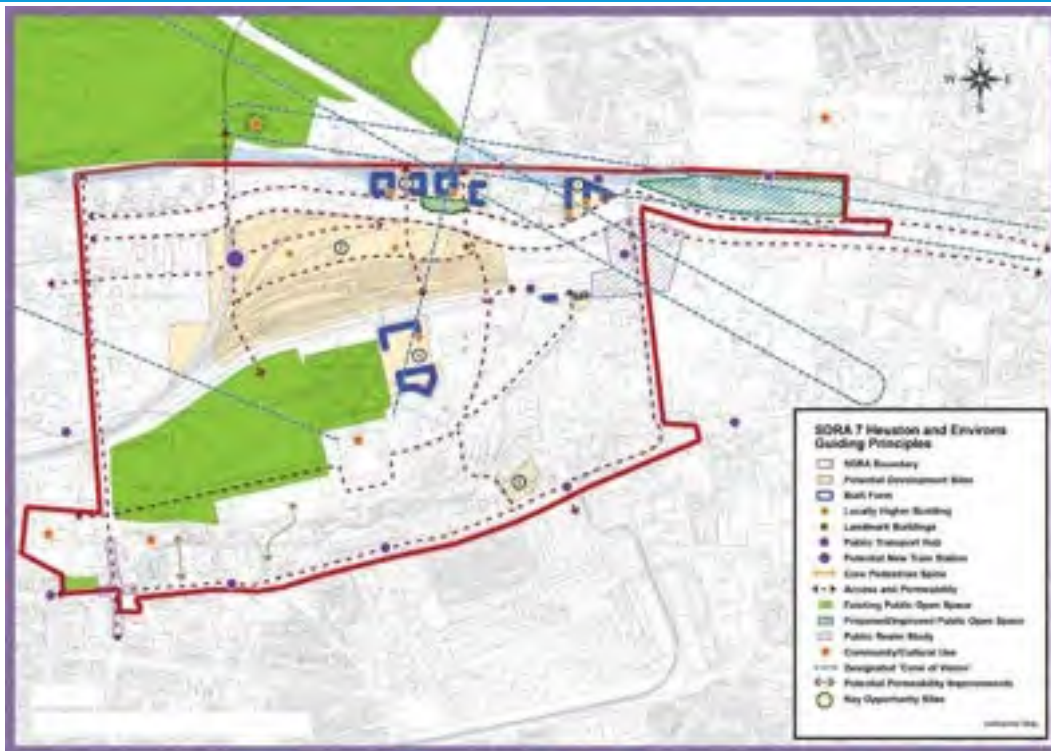 N
W E
S
SDRA 7 Heuston and Environs
Guiding Principles
SDRA Boundary
Potential Development Sites
Built Form
Locally Higher Building
Landmark Buildings
Public Transport Hub
Potential New Train Station
Core Pedestrian Spine
Access and Permeability
Existing Public Open Space
Proposed/Improved Public Open Space
Public Realm Study
Community/Cultural Use
Designated 'Cone of Vision'
Potential Permeability Improvements
Key Opportunity Sites